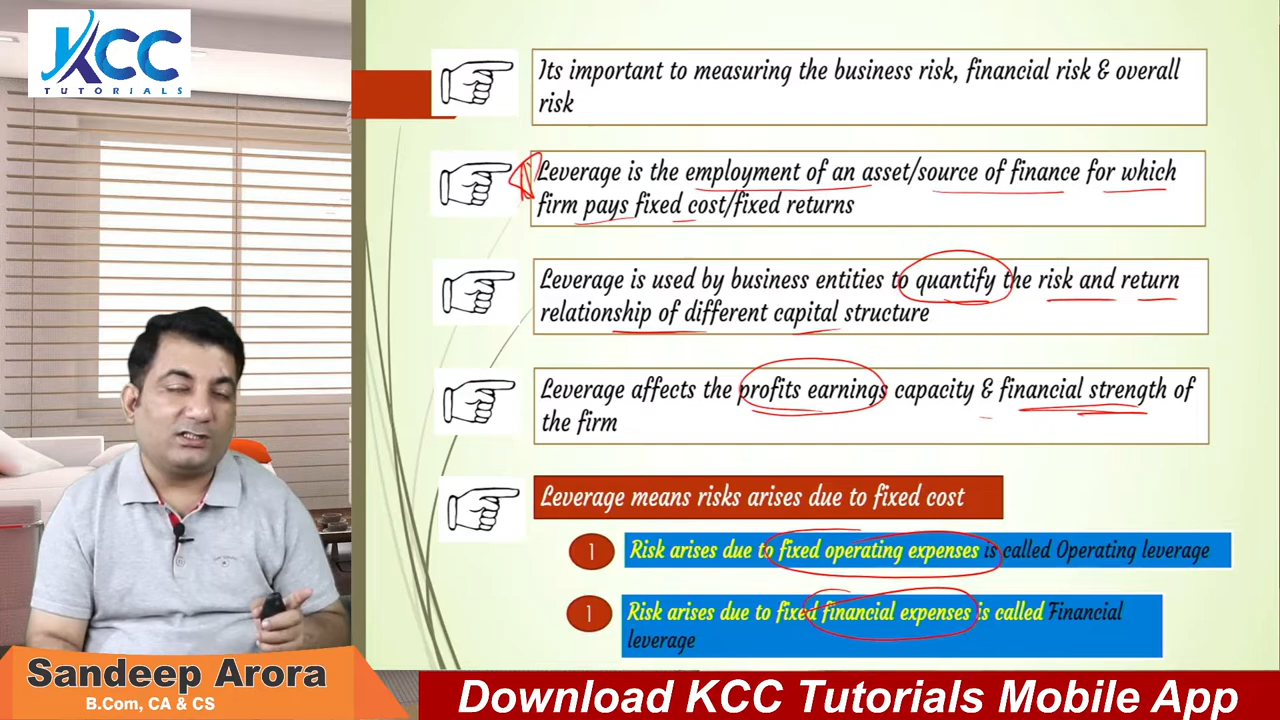 KCC
TUTORIALS
Its important to measuring the business risk, financial risk & overall
risk
Leverage is the employment of an asset/source of finance for which
firm pays fixed cost/fixed returns
Leverage is used by business entities to quantify the risk and return
relationship of different capital structure
Leverage affects the profits earnings capacity & financial strength of
the firm
Leverage means risks arises due to fixed cost
1
Risk arises due to fixed operating expenses is called Operating leverage
1
Risk arises due to fixed financial expenses is called Financial
leverage
Sandeep Arora
B.Com, CA & CS
Download KCC Tutorials Mobile App